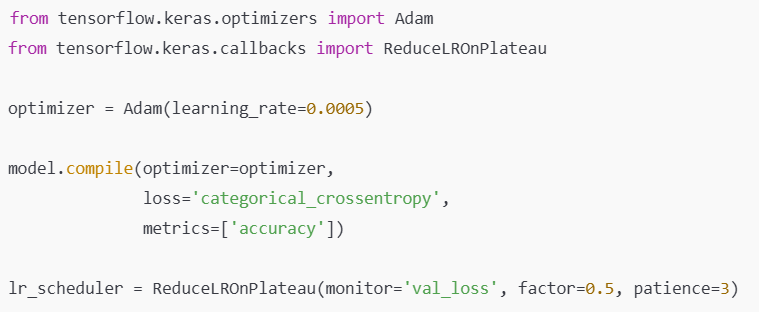 from tensorflow.keras.optimizers import Adam
from tensorflow.keras.callbacks import ReduceLROnPlateau
optimizer = Adam(learning_rate=0.0005)
model.compile(optimizer=optimizer,
              loss='categorical_crossentropy',
              metrics=['accuracy'])
lr_scheduler = ReduceLROnPlateau(monitor='val_loss', factor=0.5, patience=3)